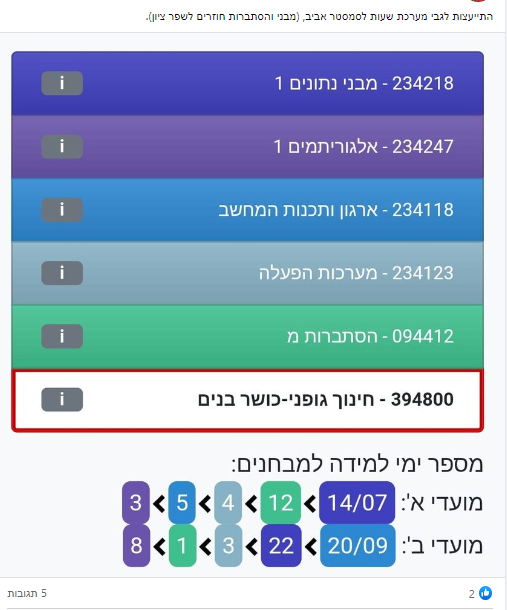 התייעצות לגבי מערכת שעות לסמסטר אביב, (מבני והסתברות חוזרים לשפר ציון).
234218 - מבני נתונים 1 i
234247 - אלגוריתמים 1 i
234118 - ארגון ותכנות המחשב i
234123 - מערכות הפעלה i
094412 - הסתברות מ i
394800 - חינוך גופני-כושר בנים i
מספר ימי למידה למבחנים:
מועדי א': 14/07 < 12 < 4 < 5 < 3
מועדי ב': 20/09 < 22 < 3 < 1 < 8
2 5 תגובות